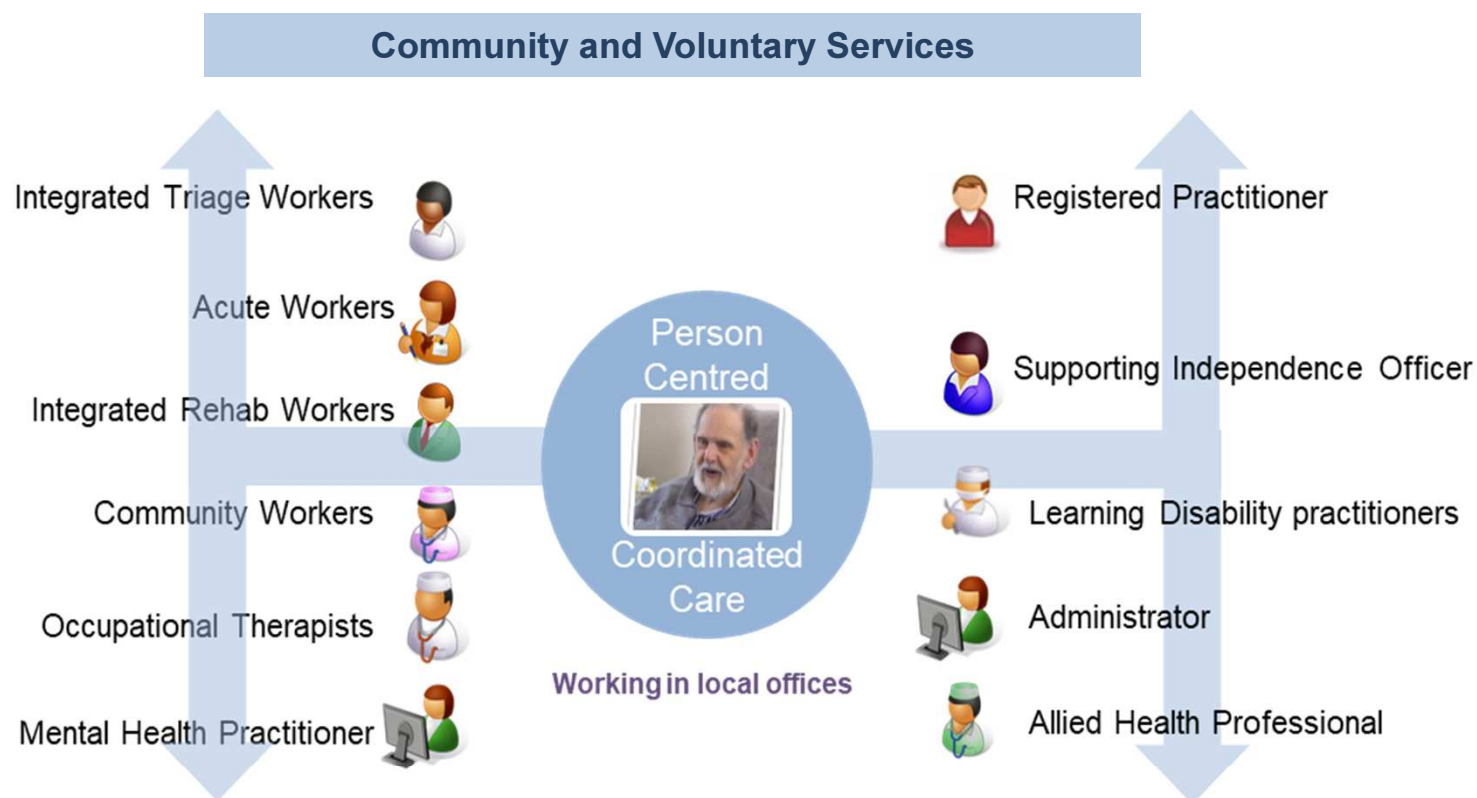 Community and Voluntary Services
Integrated Triage Workers
Acute Workers
Integrated Rehab Workers
Community Workers
Occupational Therapists
Mental Health Practitioner
Person
Centred
Coordinated
Care
Working in local offices
Registered Practitioner
Supporting Independence Officer
Learning Disability practitioners
Administrator
Allied Health Professional